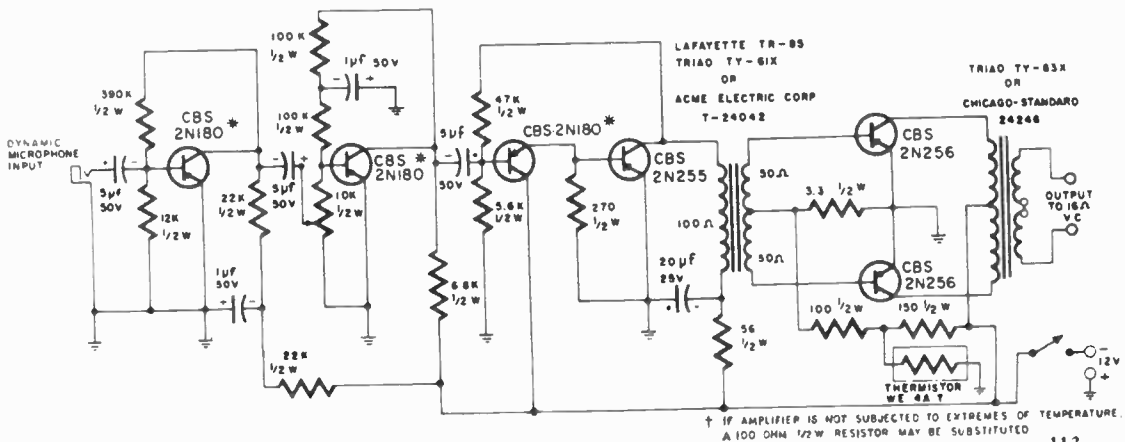 DYNAMIC
MICROPHONE
INPUT
5µf
50V
390K
1/2 W
12K
1/2 W
CBS
2N180 *
1µf
50V
22K
1/2 W
5µf
50V
22K
1/2 W
100K
1/2 W
1µf 50V
100K
1/2 W
10K
1/2 W
CBS *
2N180
6.8K
1/2 W
5µf
50V
47K
1/2 W
5.6K
1/2 W
CBS-2N180 *
270
1/2 W
CBS
2N255
LAFAYETTE TR-85
TRIAD TY-61X
OR
ACME ELECTRIC CORP
T-24042
100Ω
50Ω
50Ω
20µf
25V
56
1/2 W
3.3 1/2 W
CBS
2N256
CBS
2N256
100 1/2 W
150 1/2 W
THERMISTOR
WE 4A ?
TRIAD TY-63X
OR
CHICAGO-STANDARD
24246
OUTPUT
TO 16Ω
V.C
-
12V
+
† IF AMPLIFIER IS NOT SUBJECTED TO EXTREMES OF TEMPERATURE,
A 100 OHM 1/2 W RESISTOR MAY BE SUBSTITUTED